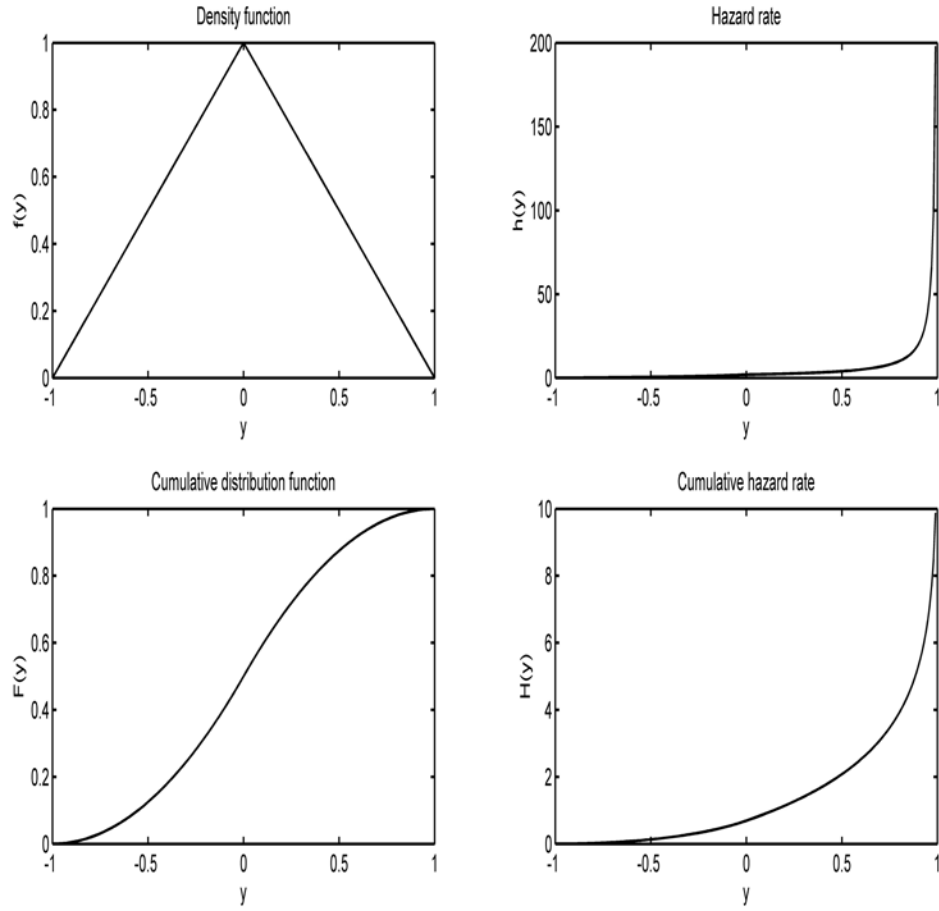 Density function
1
0.8
0.6
0.4
0.2
0
f(y)
-1 -0.5 0 0.5 1
y
Hazard rate
200
150
100
50
0
h(y)
-1 -0.5 0 0.5 1
y
Cumulative distribution function
1
0.8
0.6
0.4
0.2
0
F(y)
-1 -0.5 0 0.5 1
y
Cumulative hazard rate
10
8
6
4
2
0
H(y)
-1 -0.5 0 0.5 1
y